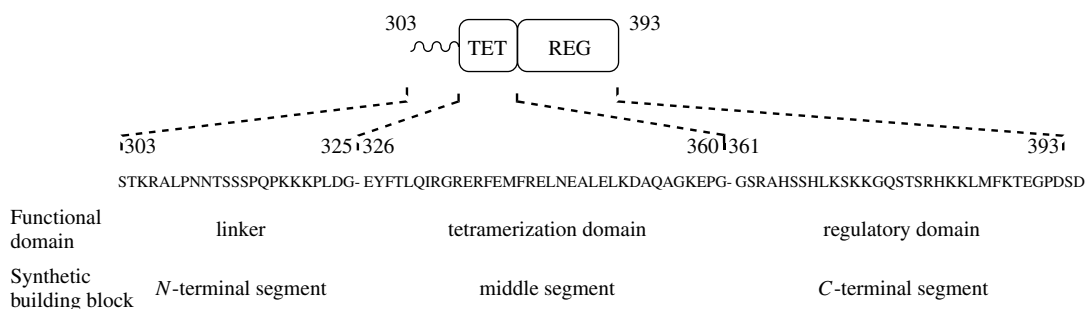 303 393
TET REG
303 325 326 360 361 393
STKRALPNNTSSSPQPKKKPLDG- EYFTLQIRGRERFEMFRELNEALELKDAQAGKEPG- GSRAHSSHLKSKKGQSTSRHKKLMFKTEGPDSD
Functional
domain
linker tetramerization domain regulatory domain
Synthetic
building block
N-terminal segment middle segment C-terminal segment